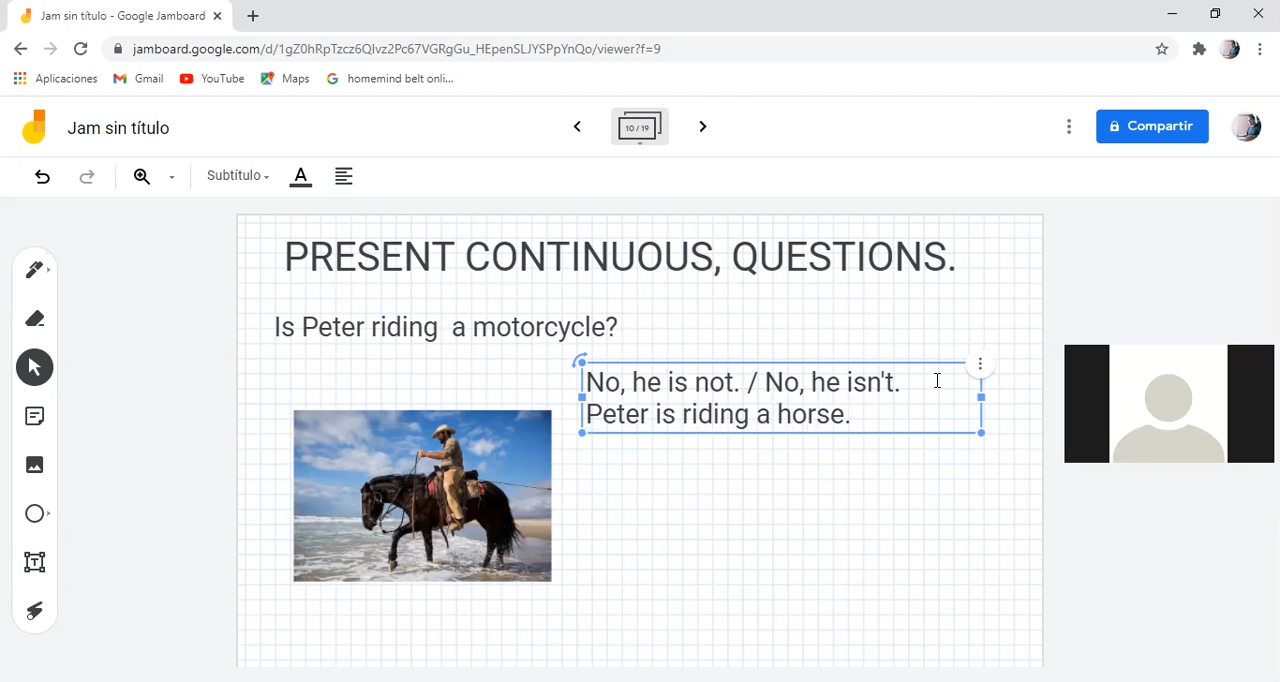 Jam sin título - Google Jamboard
jamboard.google.com/d/1gZ0hRpTzcz6QIvz2Pc67VGRgGu_HEpenSLJYSPpYnQo/viewer?f=9
Aplicaciones Gmail YouTube Maps homemind belt onli...
Jam sin título
10 / 19
Compartir
Subtítulo
A
PRESENT CONTINUOUS, QUESTIONS.
Is Peter riding  a motorcycle?
No, he is not. / No, he isn't.
Peter is riding a horse.